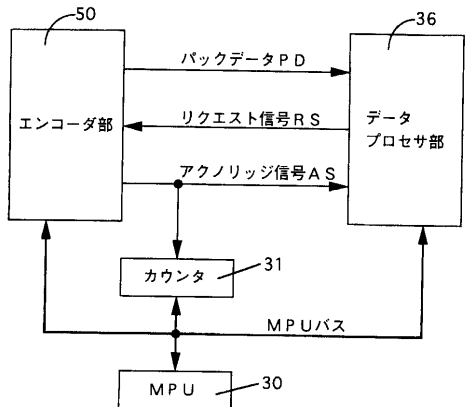 50
36
パックデータPD
エンコーダ部
リクエスト信号RS
データ
プロセサ部
アクノリッジ信号AS
カウンタ
31
MPUバス
MPU
30